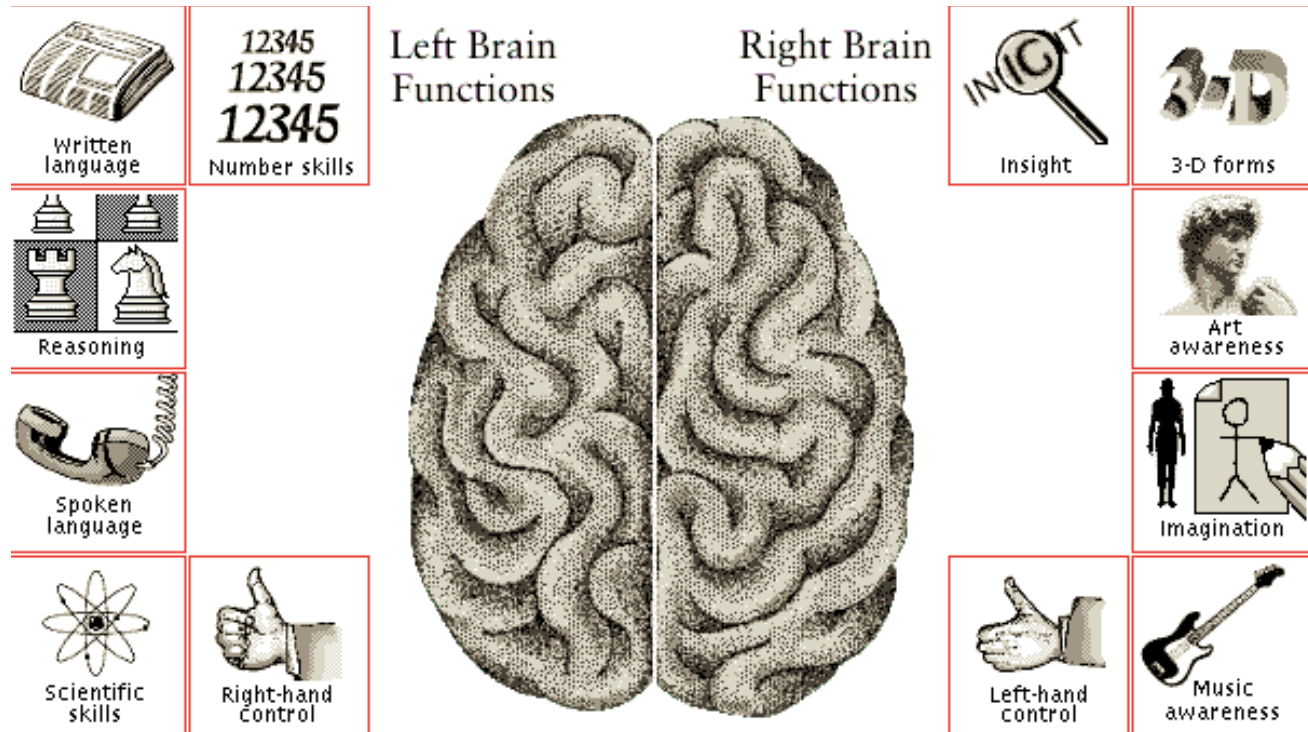 Left Brain
Functions
Right Brain
Functions
Written
language
12345
12345
12345
Number skills
Reasoning
Spoken
language
Scientific
skills
Right-hand
control
INSIGHT
Insight
3-D
3-D forms
Art
awareness
Imagination
Left-hand
control
Music
awareness